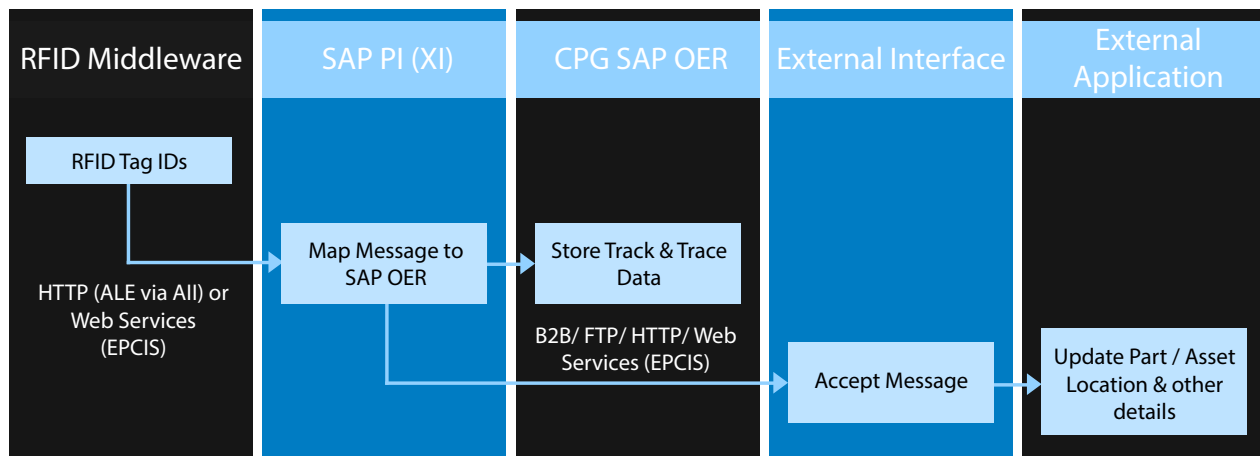 RFID Middleware
SAP PI (XI)
CPG SAP OER
External Interface
External
Application
RFID Tag IDs
Map Message to
SAP OER
Store Track & Trace
Data
HTTP (ALE via AII) or
Web Services
(EPCIS)
B2B/ FTP/ HTTP/ Web
Services (EPCIS)
Accept Message
Update Part / Asset
Location & other
details